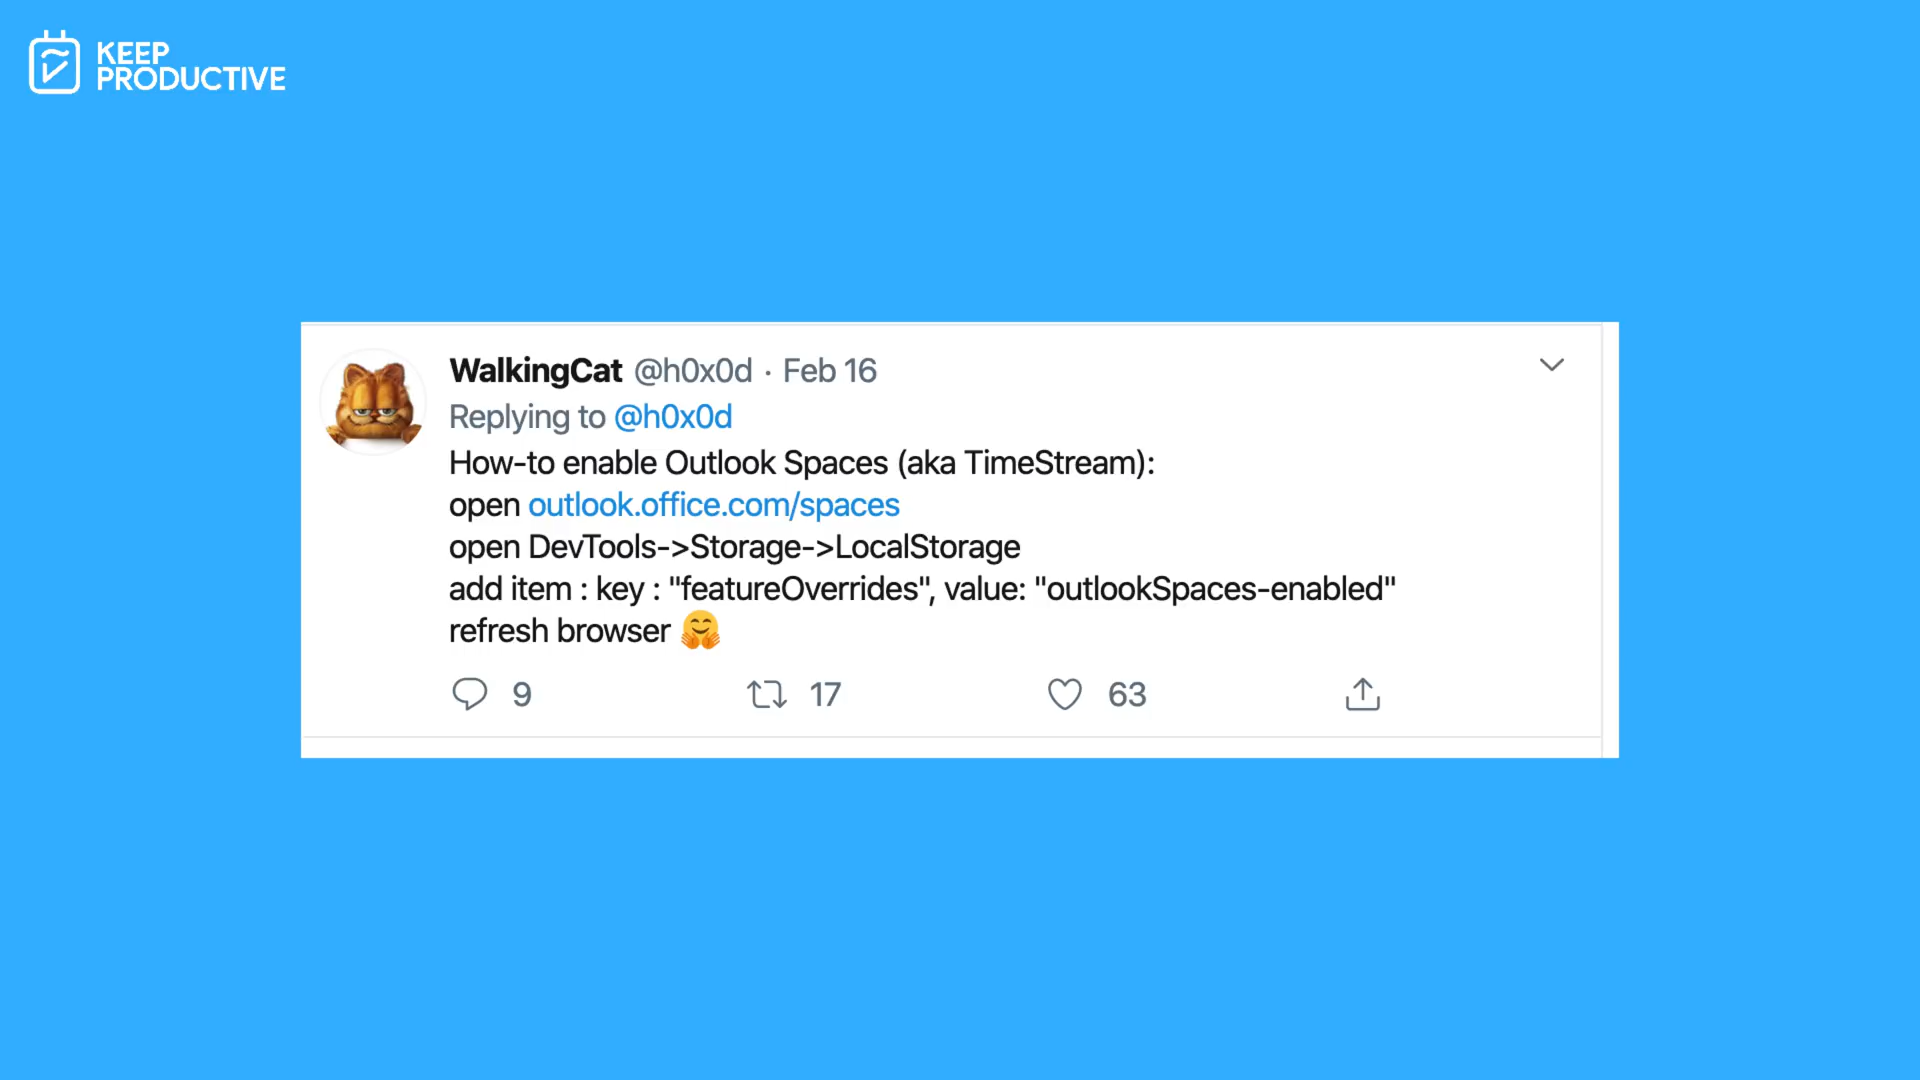 KEEP
PRODUCTIVE
WalkingCat @h0x0d · Feb 16
Replying to @h0x0d
How-to enable Outlook Spaces (aka TimeStream):
open outlook.office.com/spaces
open DevTools->Storage->LocalStorage
add item : key : "featureOverrides", value: "outlookSpaces-enabled"
refresh browser 🤗
9 17 63